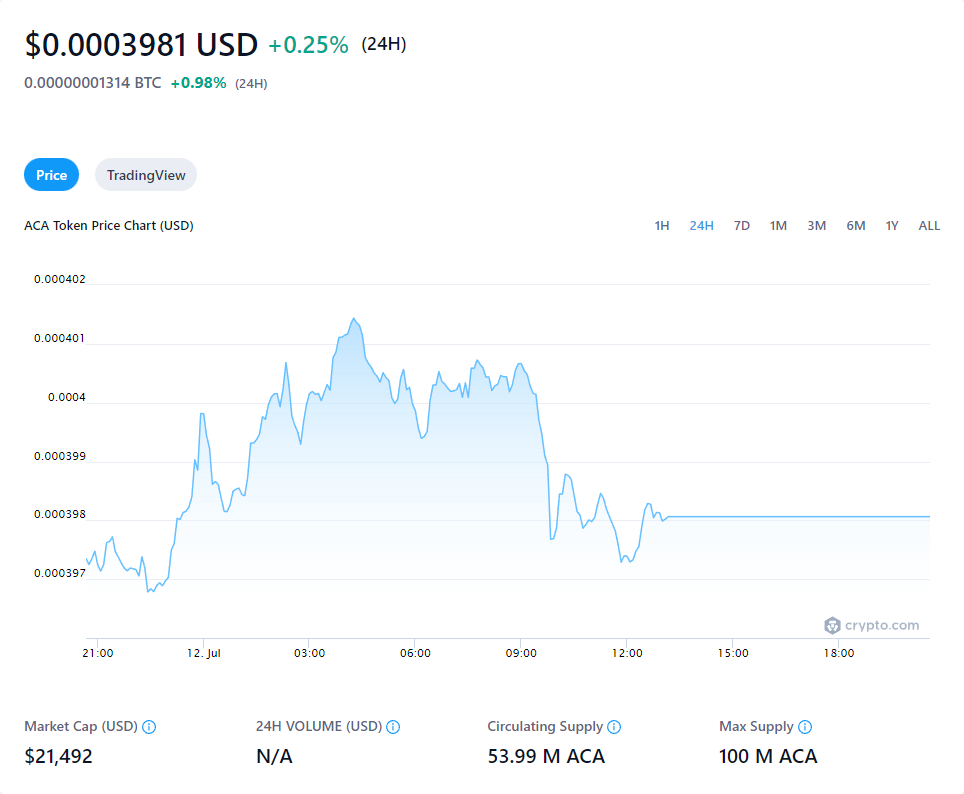 $0.0003981 USD +0.25% (24H)
0.00000001314 BTC +0.98% (24H)
Price TradingView
ACA Token Price Chart (USD) 1H 24H 7D 1M 3M 6M 1Y ALL
0.000402
0.000401
0.0004
0.000399
0.000398
0.000397
crypto.com
21:00 12. Jul 03:00 06:00 09:00 12:00 15:00 18:00
Market Cap (USD) 24H VOLUME (USD) Circulating Supply Max Supply
$21,492 N/A 53.99 M ACA 100 M ACA